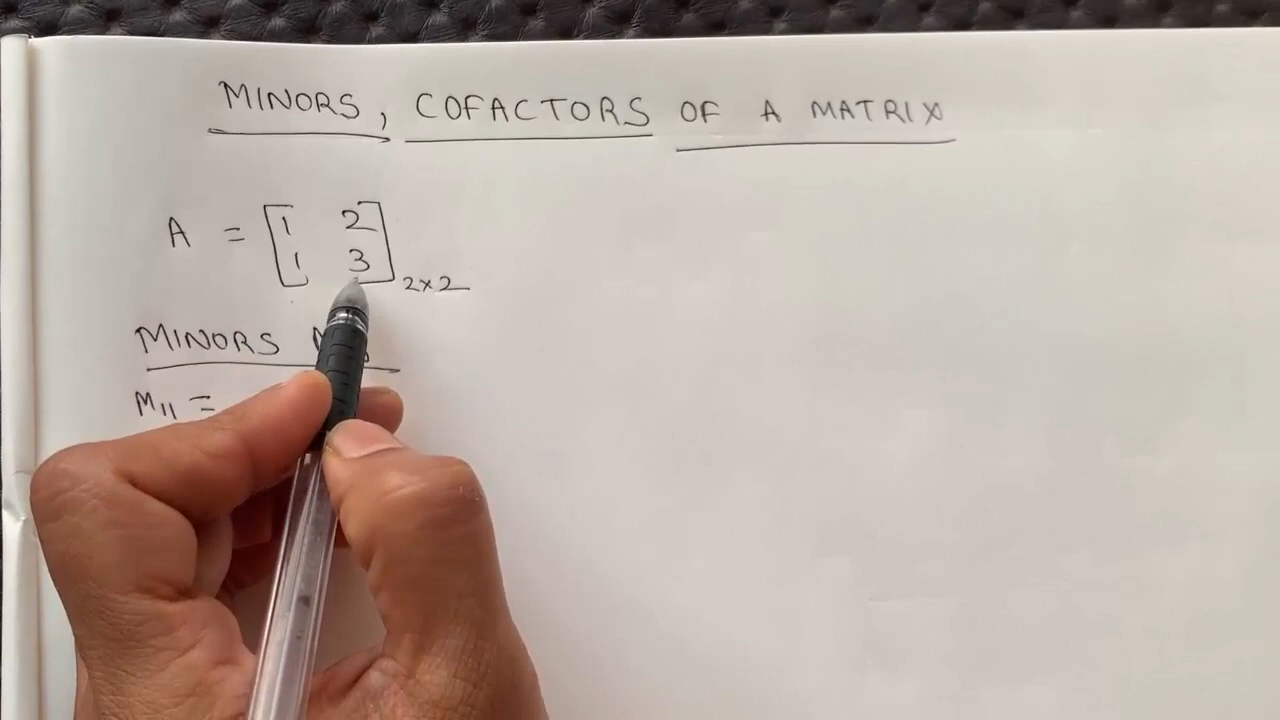 MINORS, COFACTORS OF A MATRIX
A = [1 2
1 3] 2×2
MINORS
M11 =